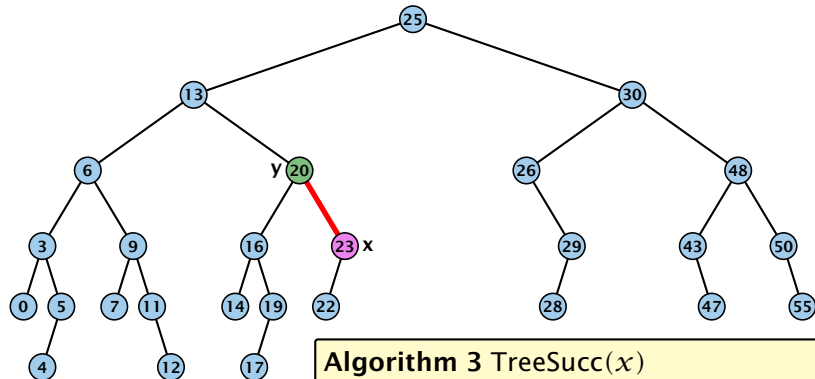 25
13 30
6 y 20 26 48
3 9 16 23 x 29 43 50
0 5 7 11 14 19 22 28 47 55
4 12 17
Algorithm 3 TreeSucc(x)